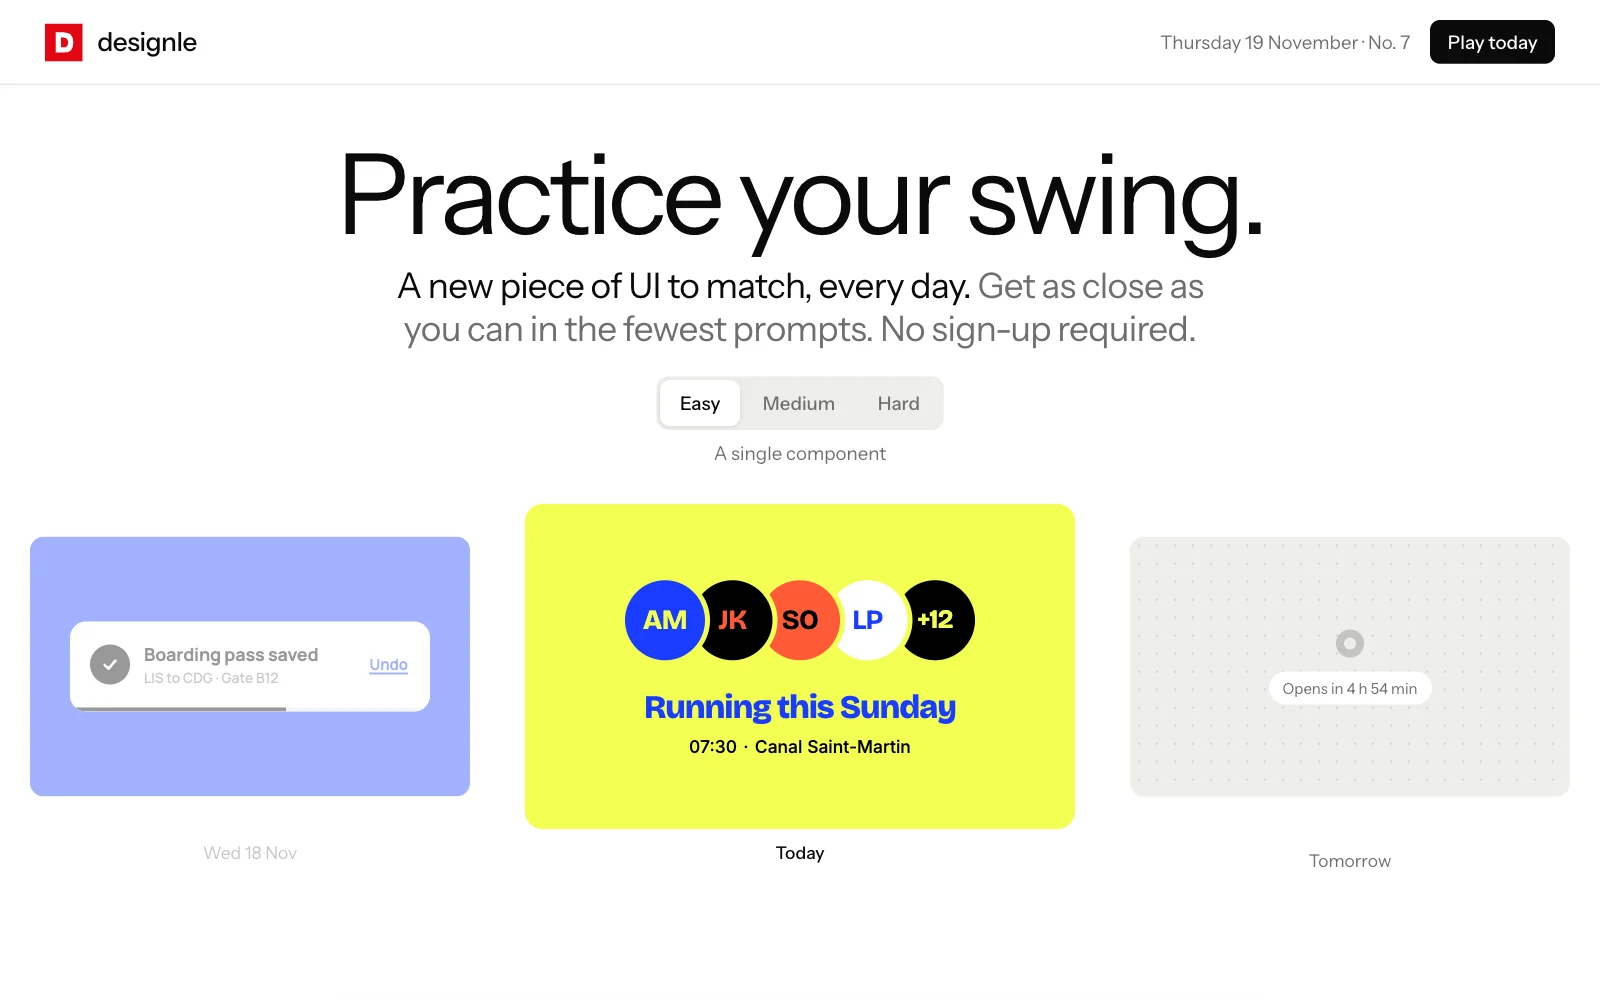 D designle
Thursday 19 November · No. 7
Play today
Practice your swing.
A new piece of UI to match, every day. Get as close as
you can in the fewest prompts. No sign-up required.
Easy
Medium
Hard
A single component
Boarding pass saved
LIS to CDG · Gate B12
Undo
Wed 18 Nov
AM
JK
SO
LP
+12
Running this Sunday
07:30 · Canal Saint-Martin
Today
Opens in 4 h 54 min
Tomorrow